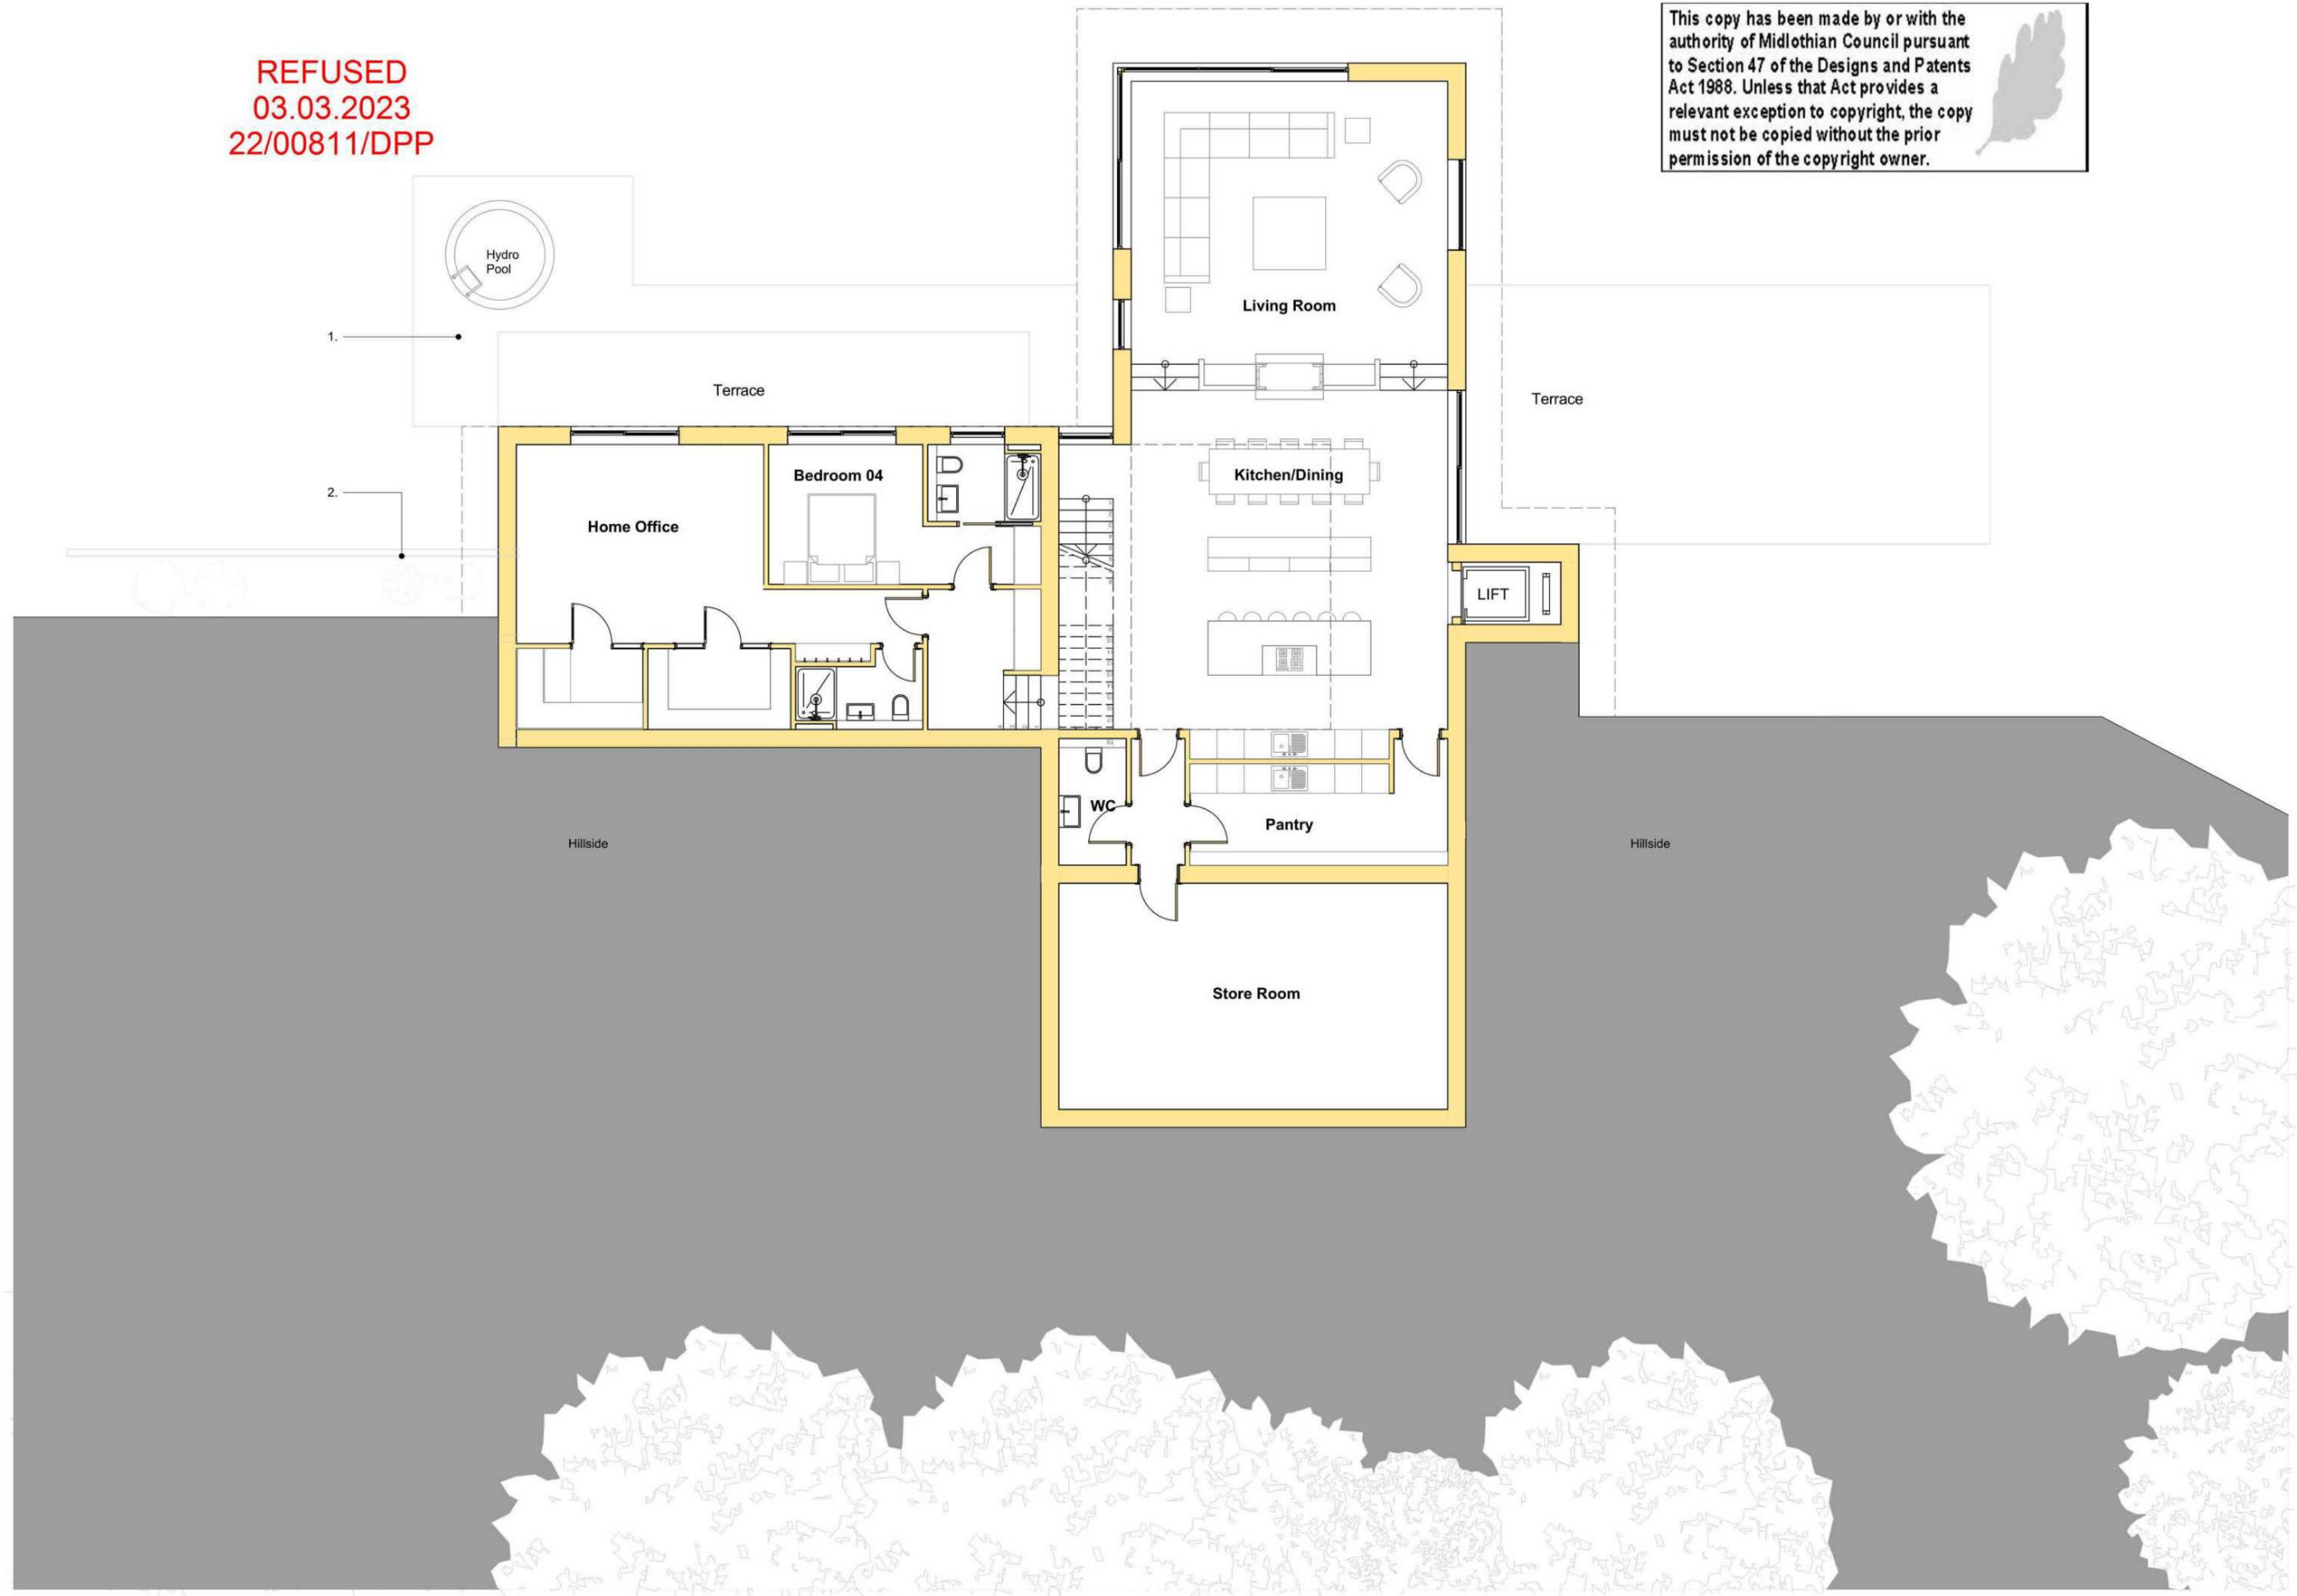 REFUSED
03.03.2023
22/00811/DPP
This copy has been made by or with the
authority of Midlothian Council pursuant
to Section 47 of the Designs and Patents
Act 1988. Unless that Act provides a
relevant exception to copyright, the copy
must not be copied without the prior
permission of the copyright owner.
Hydro
Pool
Living Room
1.
Terrace
Terrace
Bedroom 04
Kitchen/Dining
2.
Home Office
LIFT
WC
Pantry
Hillside
Hillside
Store Room